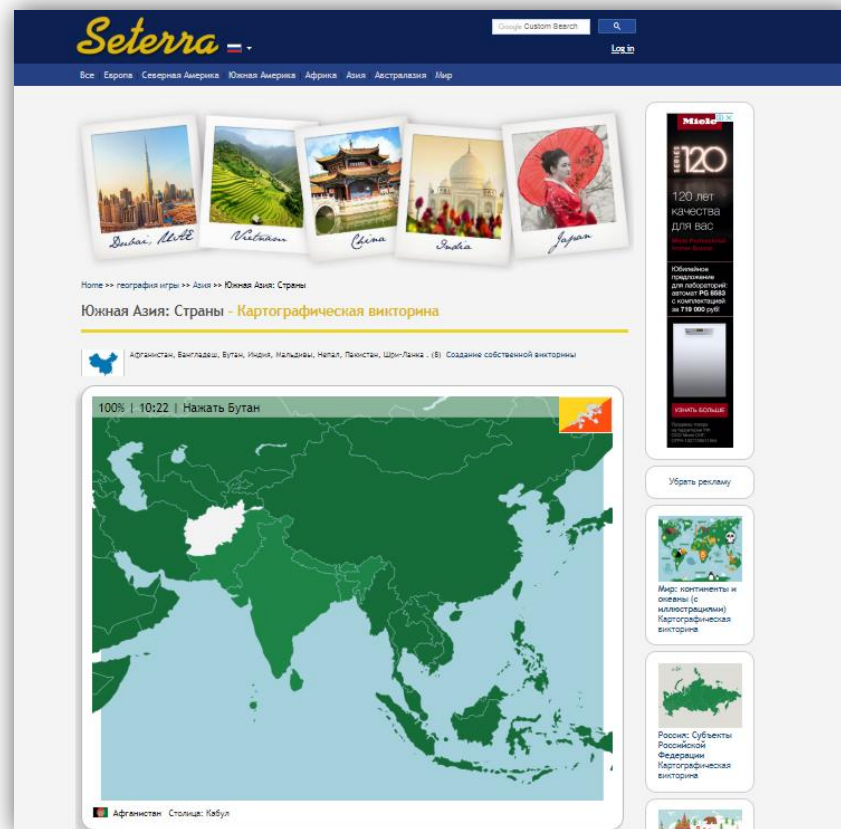 Seterra
Google Custom Search
Log in
Все Европа Северная Америка Южная Америка Африка Азия Австралазия Мир
Dubai, UAE
Vietnam
China
India
Japan
Home >> география игры >> Азия >> Южная Азия: Страны
Южная Азия: Страны - Картографическая викторина
Афганистан, Бангладеш, Бутан, Индия, Мальдивы, Непал, Пакистан, Шри-Ланка . (8) Создание собственной викторины
100% | 10:22 | Нажать Бутан
Афганистан Столица: Кабул
Miele
SERIES 120
120 лет
качества
для вас
Юбилейное
предложение
для лабораторий:
автомат PG 8583
с комплектацией
за 719 000 руб!
УЗНАТЬ БОЛЬШЕ
Убрать рекламу
Мир: континенты и
океаны (с
иллюстрациями)
Картографическая
викторина
Россия: Субъекты
Российской
Федерации
Картографическая
викторина